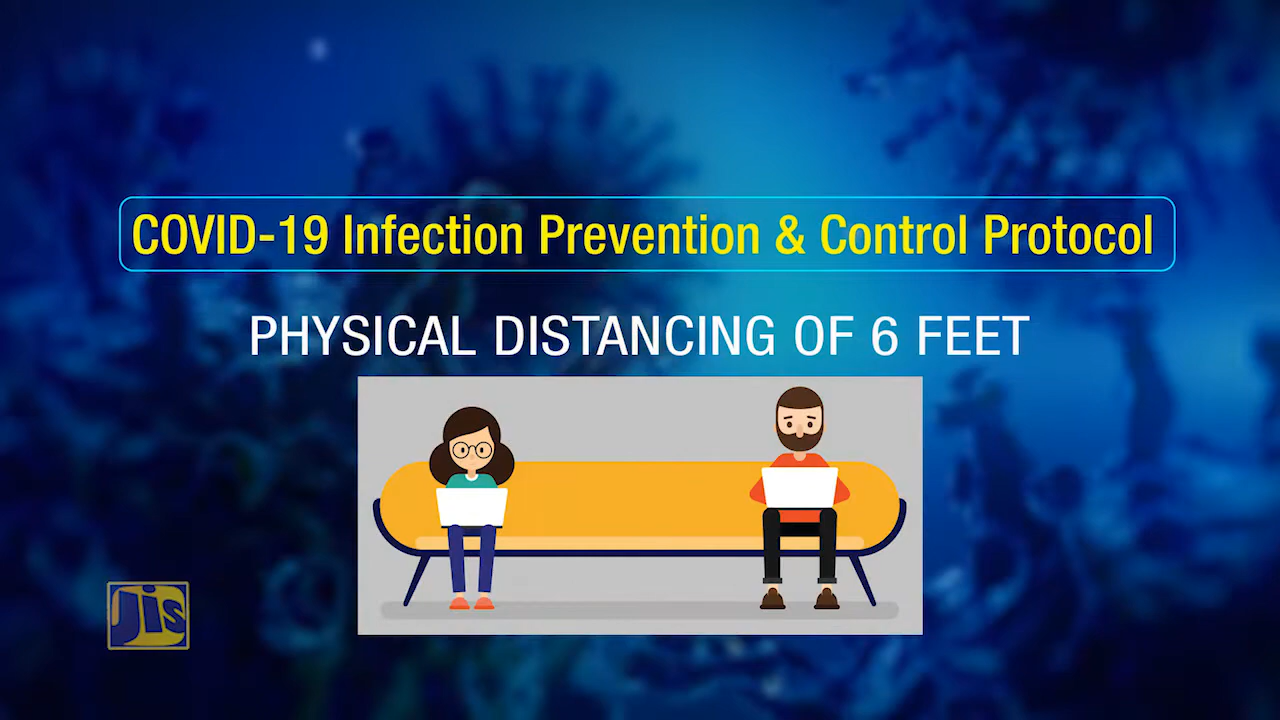 COVID-19 Infection Prevention & Control Protocol
PHYSICAL DISTANCING OF 6 FEET
Jis